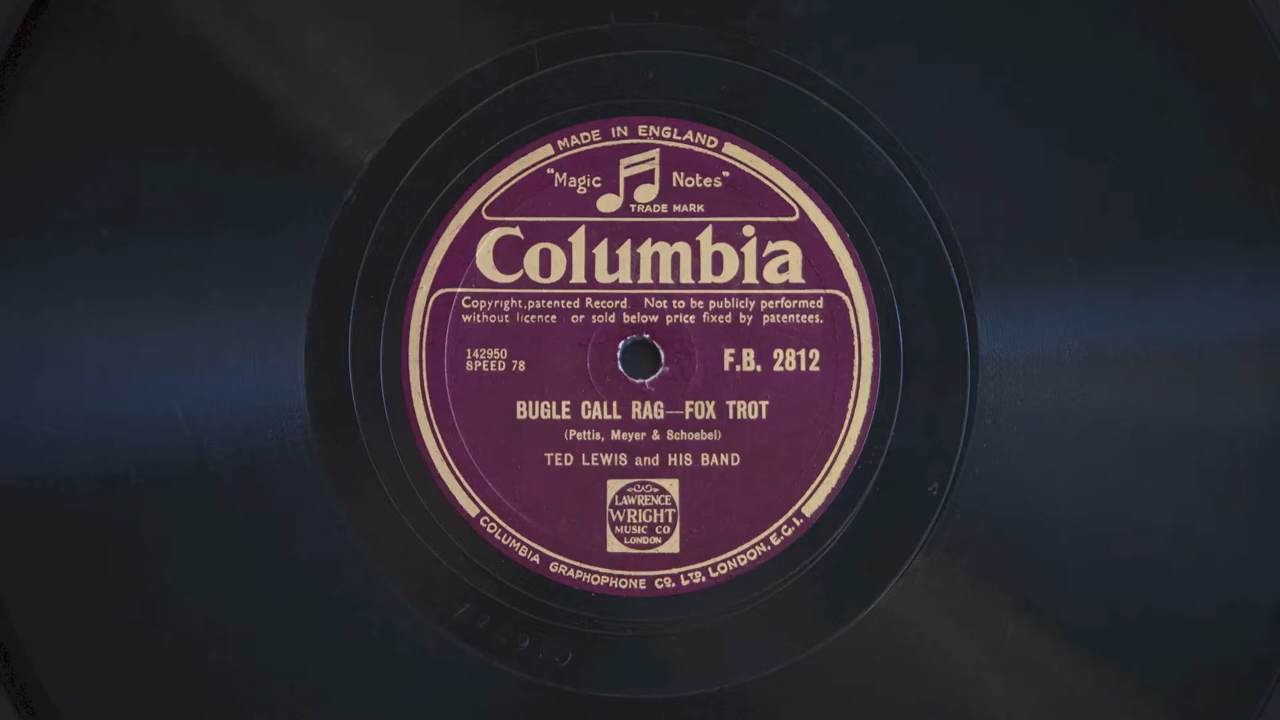 MADE IN ENGLAND
"Magic Notes"
TRADE MARK
Columbia
Copyright, patented Record. Not to be publicly performed
without licence or sold below price fixed by patentees.
142950
SPEED 78
F.B. 2812
BUGLE CALL RAG—FOX TROT
(Pettis, Meyer & Schoebel)
TED LEWIS and HIS BAND
LAWRENCE
WRIGHT
MUSIC CO
LONDON
COLUMBIA GRAPHOPHONE CO. LTD. LONDON. E.C.1.